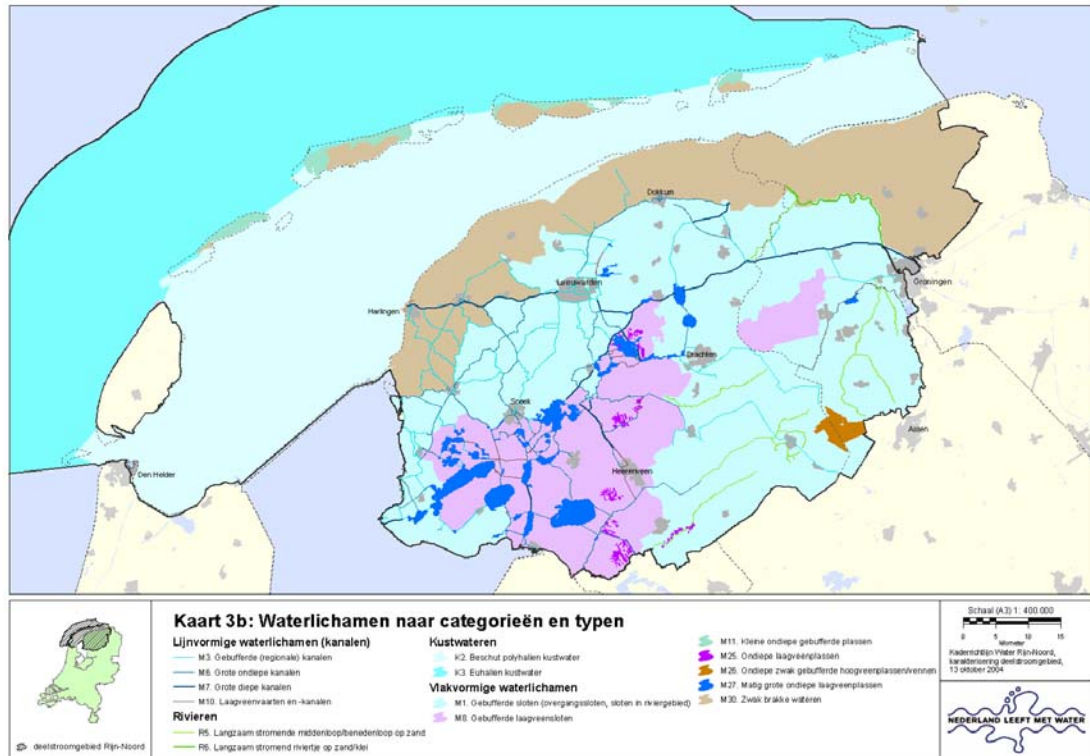 Dokkum
Leeuwarden
Groningen
Harlingen
Drachten
Sneek
Assen
Heerenveen
Den Helder
Kaart 3b: Waterlichamen naar categorieën en typen
Lijnvormige waterlichamen (kanalen)
M3. Gebufferde (regionale) kanalen
M6. Grote ondiepe kanalen
M7. Grote diepe kanalen
M10. Laagveenvaarten en -kanalen
Rivieren
R5. Langzaam stromende middenloop/benedenloop op zand
R6. Langzaam stromend riviertje op zand/klei
Kustwateren
K2. Beschut polyhalien kustwater
K3. Euhalien kustwater
Vlakvormige waterlichamen
M1. Gebufferde sloten (overgangssloten, sloten in riviergebied)
M8. Gebufferde laagveensloten
M11. Kleine ondiepe gebufferde plassen
M25. Ondiepe laagveenplassen
M26. Ondiepe zwak gebufferde hoogveenplassen/vennen
M27. Matig grote ondiepe laagveenplassen
M30. Zwak brakke wateren
Schaal (A3) 1: 400.000
0 5 10 15
Kilometer
Kaderrichtlijn Water Rijn-Noord,
karakterisering deelstroomgebied,
13 oktober 2004
NEDERLAND LEEFT MET WATER
deelstroomgebied Rijn-Noord